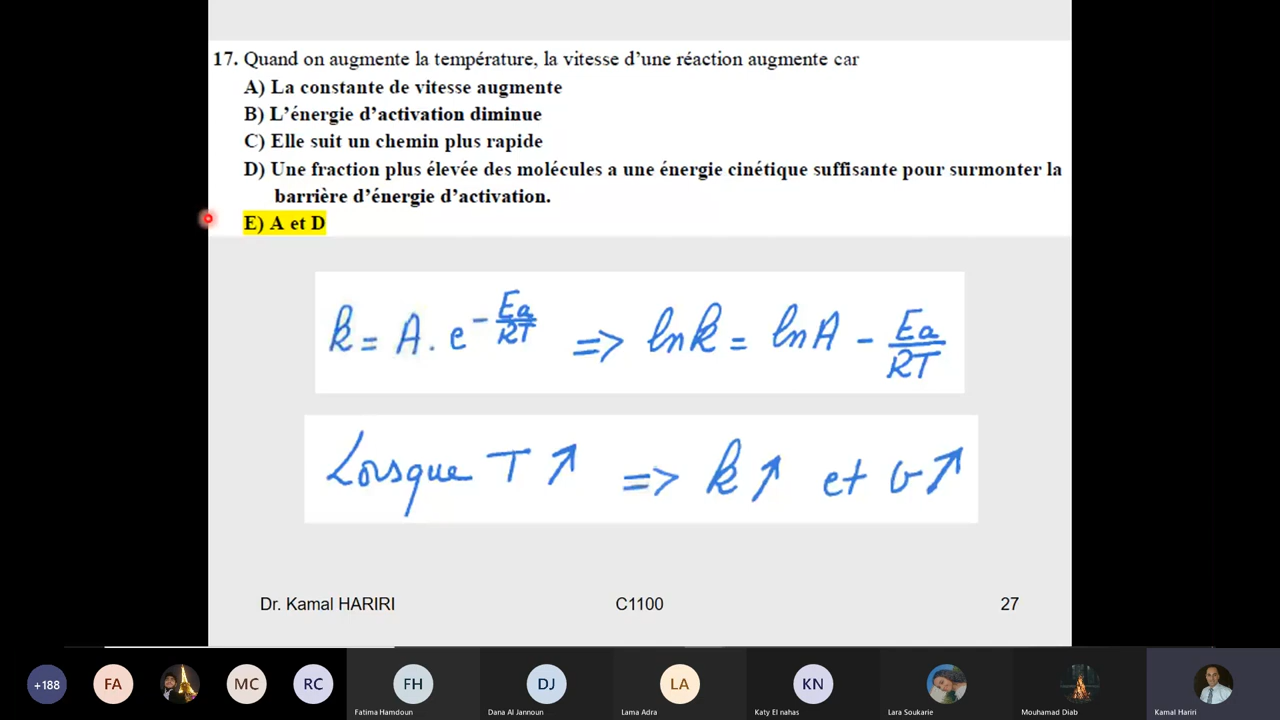 17. Quand on augmente la température, la vitesse d’une réaction augmente car
A) La constante de vitesse augmente
B) L’énergie d’activation diminue
C) Elle suit un chemin plus rapide
D) Une fraction plus élevée des molécules a une énergie cinétique suffisante pour surmonter la
barrière d’énergie d’activation.
E) A et D
k = A . e^-Ea/RT => ln k = ln A - Ea/RT
Lorsque T ↗ => k ↗ et v ↗
Dr. Kamal HARIRI C1100 27
+188 FA MC RC FH DJ LA KN
Fatima Hamdoun Dana Al Jannoun Lama Adra Katy El nahas Lara Soukarie Mouhamad Diab Kamal Hariri